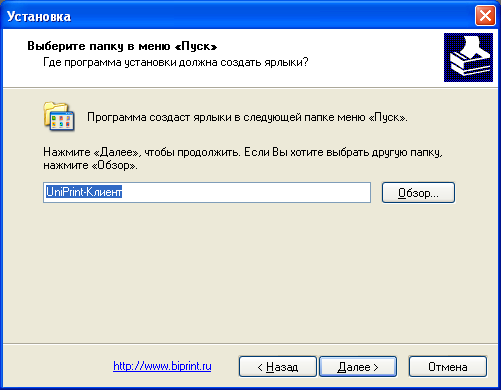 Установка
Выберите папку в меню «Пуск»
Где программа установки должна создать ярлыки?
Программа создаст ярлыки в следующей папке меню «Пуск».
Нажмите «Далее», чтобы продолжить. Если Вы хотите выбрать другую папку,
нажмите «Обзор».
UniPrint-Клиент
Обзор...
http://www.biprint.ru
< Назад
Далее >
Отмена